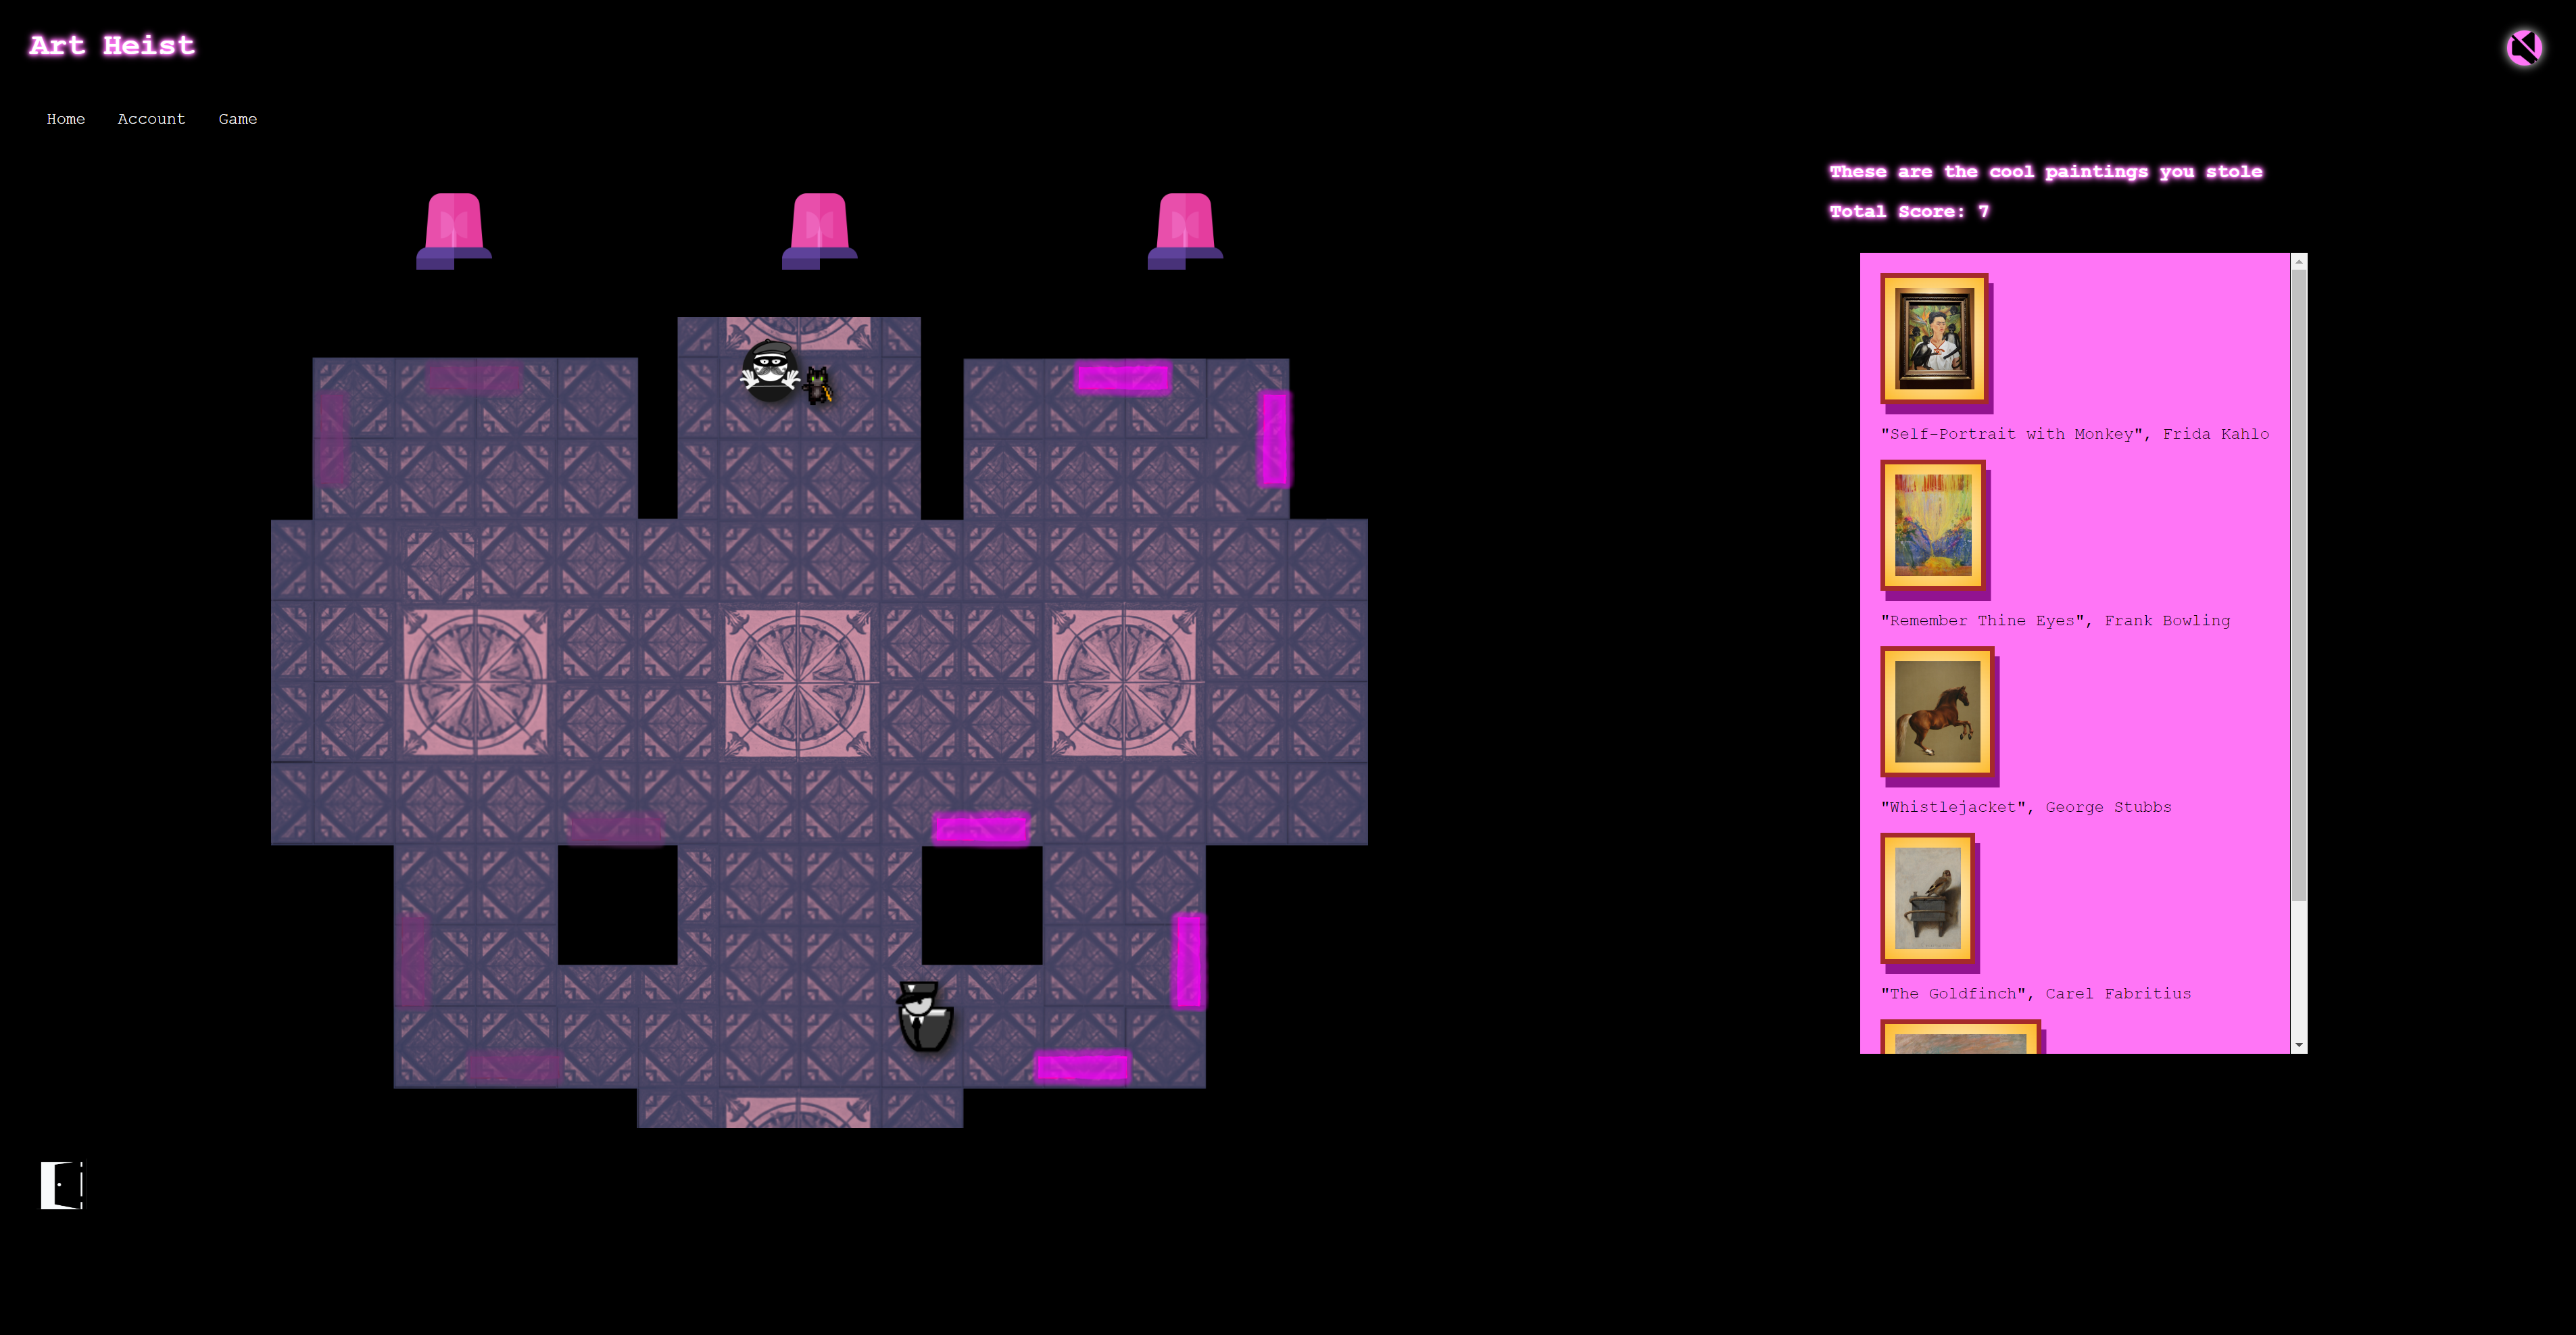 Art Heist
Home Account Game
These are the cool paintings you stole
Total Score: 7
"Self-Portrait with Monkey", Frida Kahlo
"Remember Thine Eyes", Frank Bowling
"Whistlejacket", George Stubbs
"The Goldfinch", Carel Fabritius